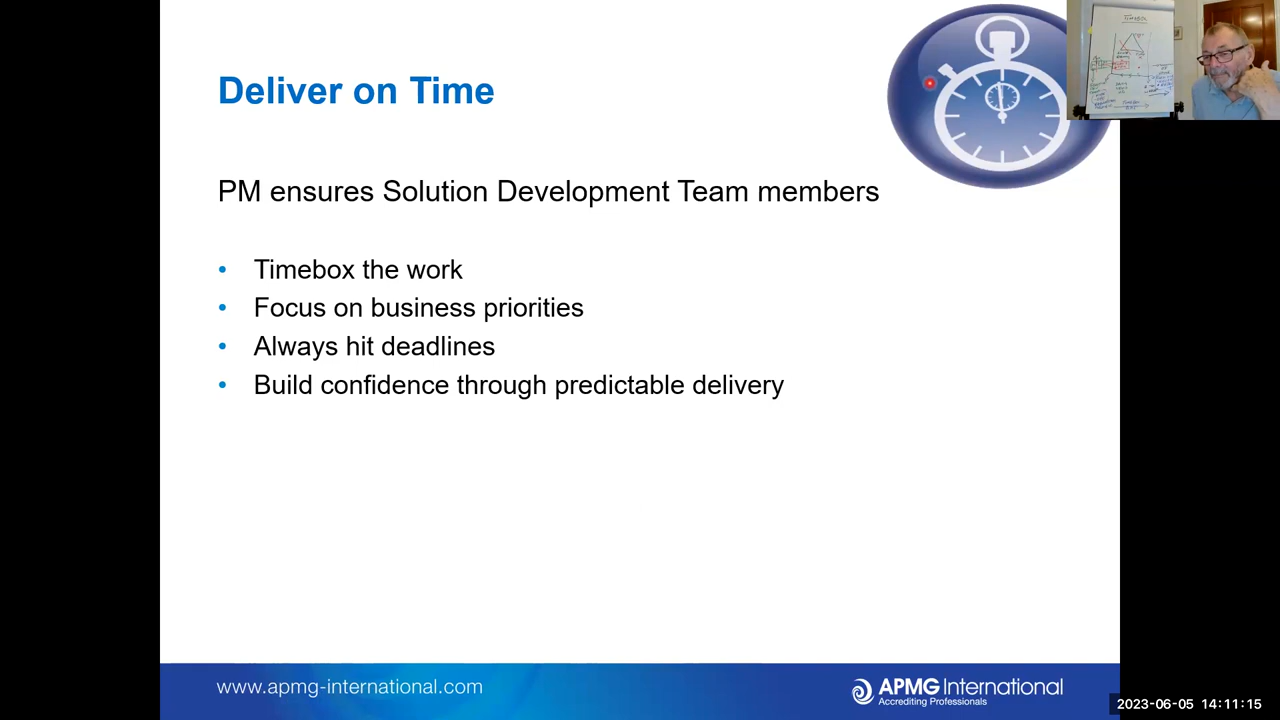 Deliver on Time
PM ensures Solution Development Team members
• Timebox the work
• Focus on business priorities
• Always hit deadlines
• Build confidence through predictable delivery
www.apmg-international.com
APMG International
Accrediting Professionals
2023-06-05 14:11:15